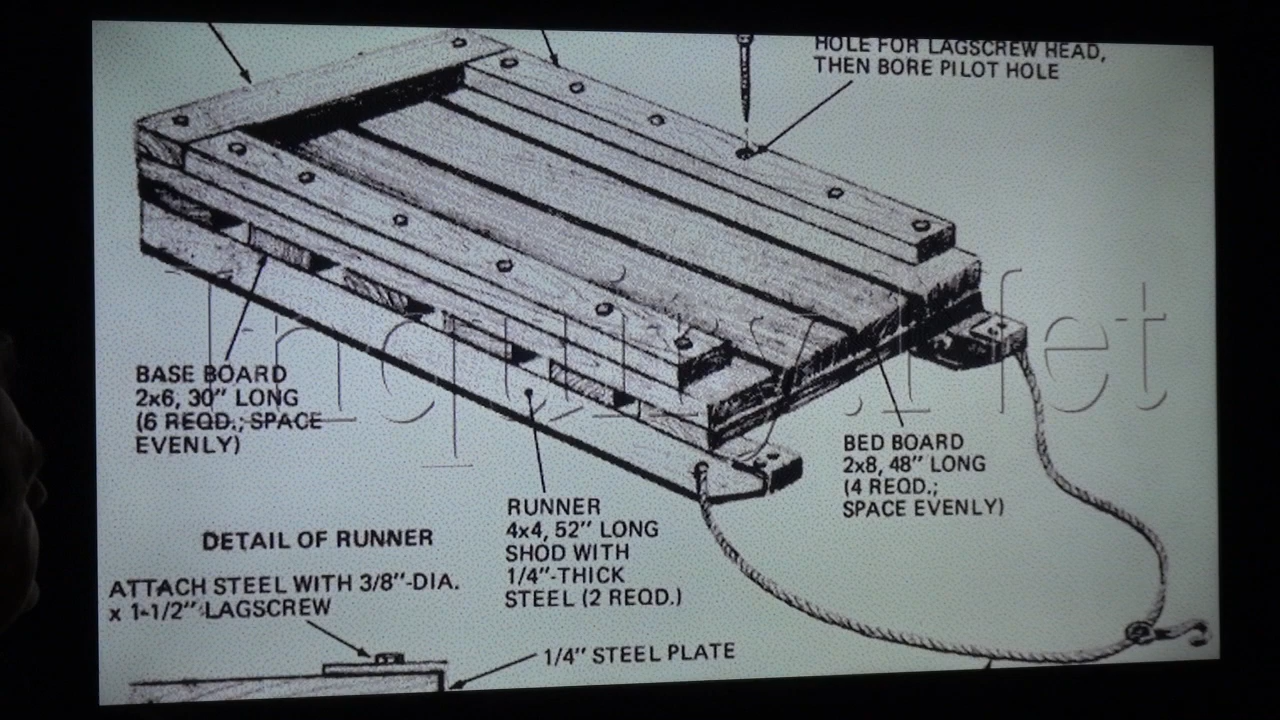 HOLE FOR LAGSCREW HEAD,
THEN BORE PILOT HOLE
BASE BOARD
2x6, 30" LONG
(6 REQD.; SPACE
EVENLY)
BED BOARD
2x8, 48" LONG
(4 REQD.;
SPACE EVENLY)
RUNNER
4x4, 52" LONG
SHOD WITH
1/4"-THICK
STEEL (2 REQD.)
DETAIL OF RUNNER
ATTACH STEEL WITH 3/8"-DIA.
x 1-1/2" LAGSCREW
1/4" STEEL PLATE